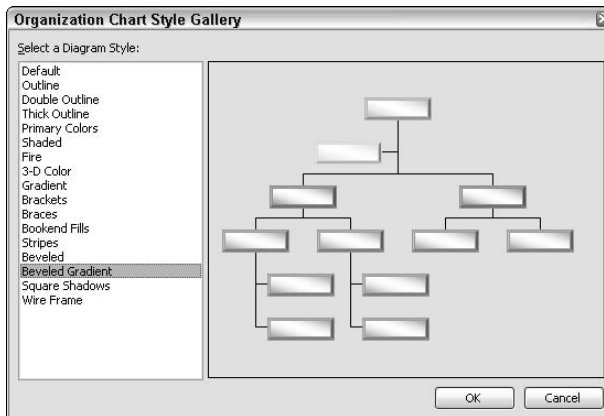 Organization Chart Style Gallery
Select a Diagram Style:
Default
Outline
Double Outline
Thick Outline
Primary Colors
Shaded
Fire
3-D Color
Gradient
Brackets
Braces
Bookend Fills
Stripes
Beveled
Beveled Gradient
Square Shadows
Wire Frame
OK
Cancel